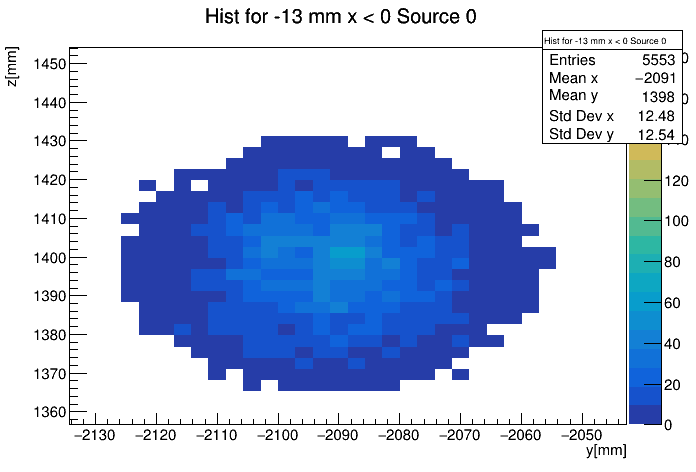 Hist for -13 mm x < 0 Source 0
z[mm]
Hist for -13 mm x < 0 Source 0
Entries 5553
Mean x −2091
Mean y 1398
Std Dev x 12.48
Std Dev y 12.54
1450
1440
1430
1420
1410
1400
1390
1380
1370
1360
−2130 −2120 −2110 −2100 −2090 −2080 −2070 −2060 −2050
y[mm]
120
100
80
60
40
20
0